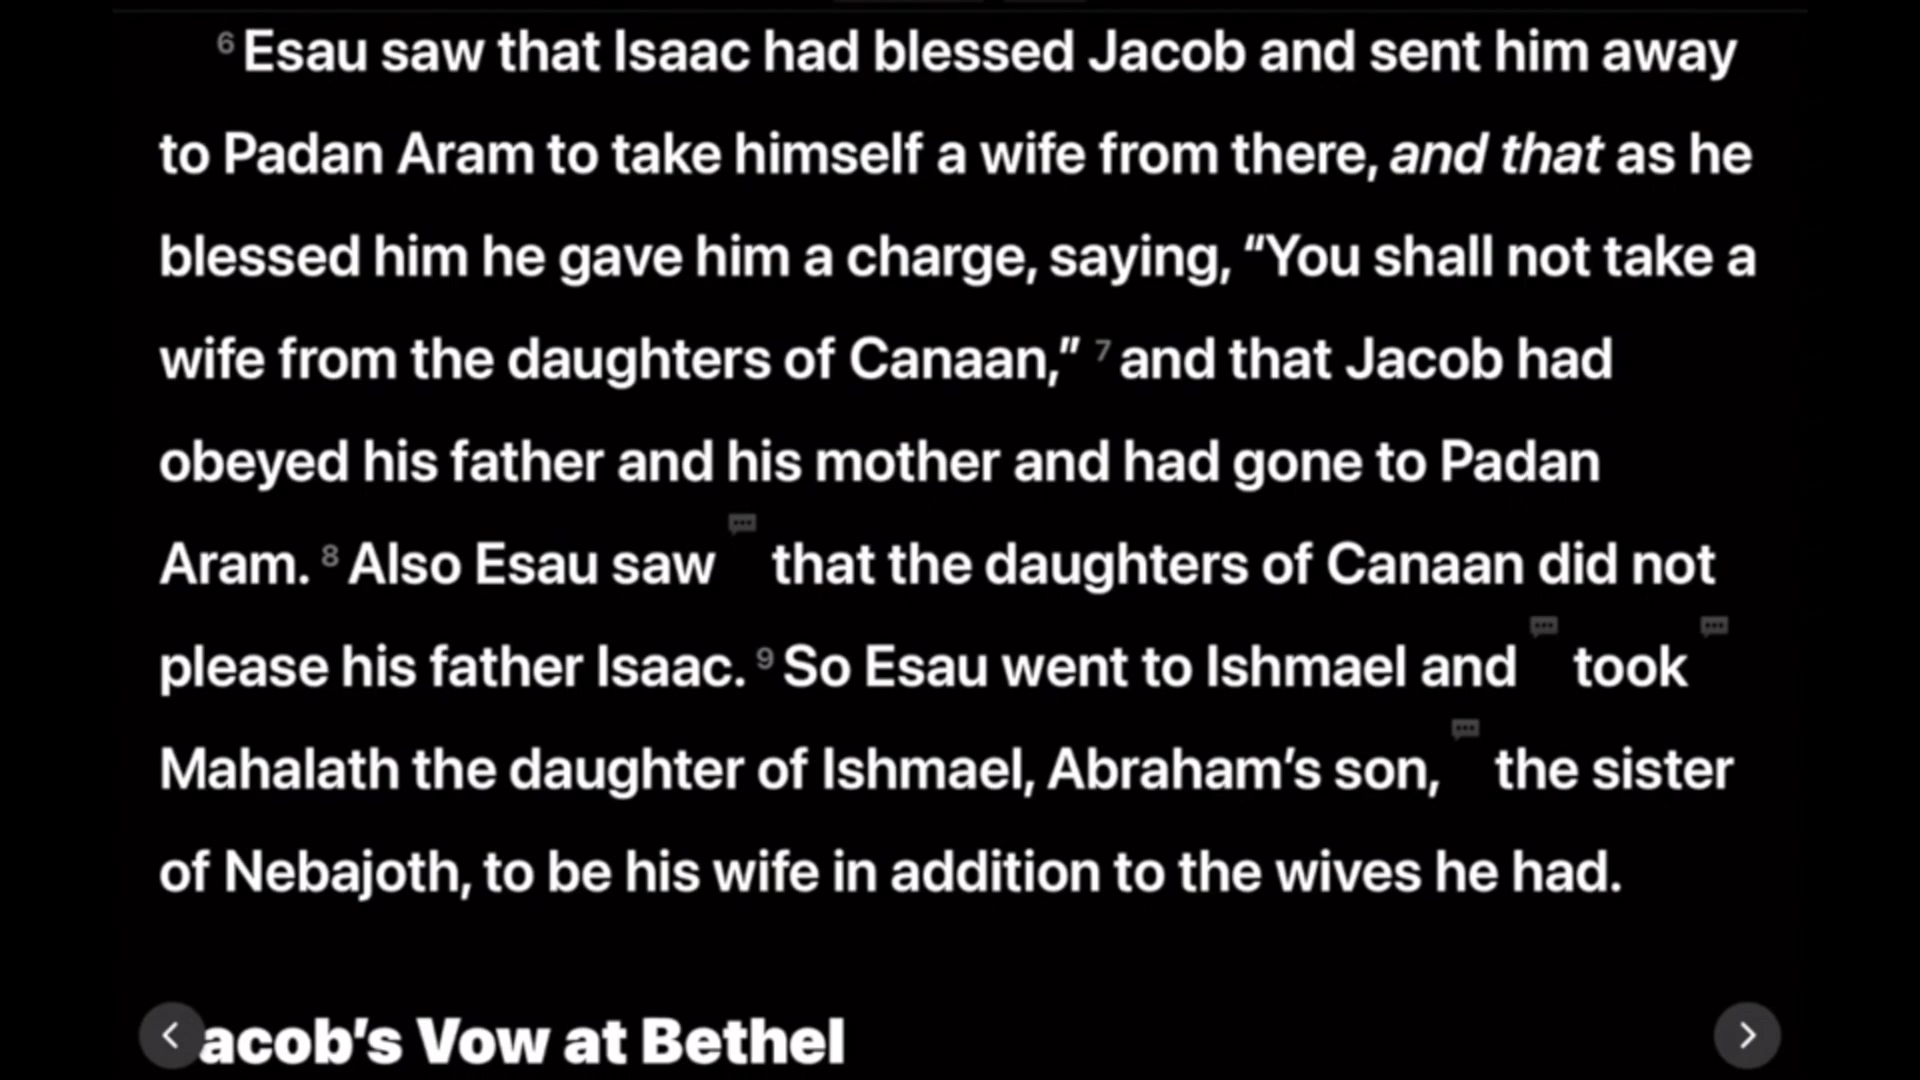 6 Esau saw that Isaac had blessed Jacob and sent him away
to Padan Aram to take himself a wife from there, and that as he
blessed him he gave him a charge, saying, “You shall not take a
wife from the daughters of Canaan,” 7 and that Jacob had
obeyed his father and his mother and had gone to Padan
Aram. 8 Also Esau saw that the daughters of Canaan did not
please his father Isaac. 9 So Esau went to Ishmael and took
Mahalath the daughter of Ishmael, Abraham’s son, the sister
of Nebajoth, to be his wife in addition to the wives he had.
acob’s Vow at Bethel